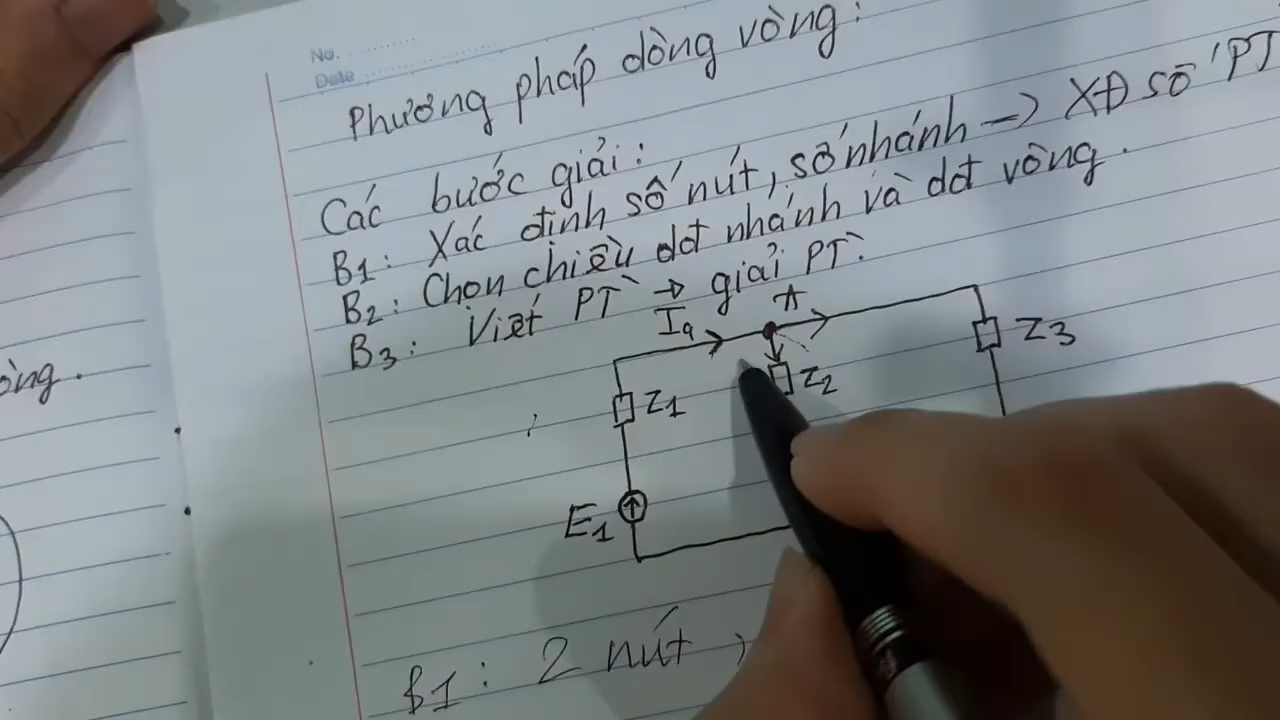 No.
Date
Phương pháp dòng vòng:
Các bước giải:
B1: Xác định số nút, số nhánh → XĐ số PT
B2: Chọn chiều dđ nhánh và dđ vòng.
B3: Viết PT → giải PT.
A
Z3
Z2
Z1
E1
B1: 2 nút,